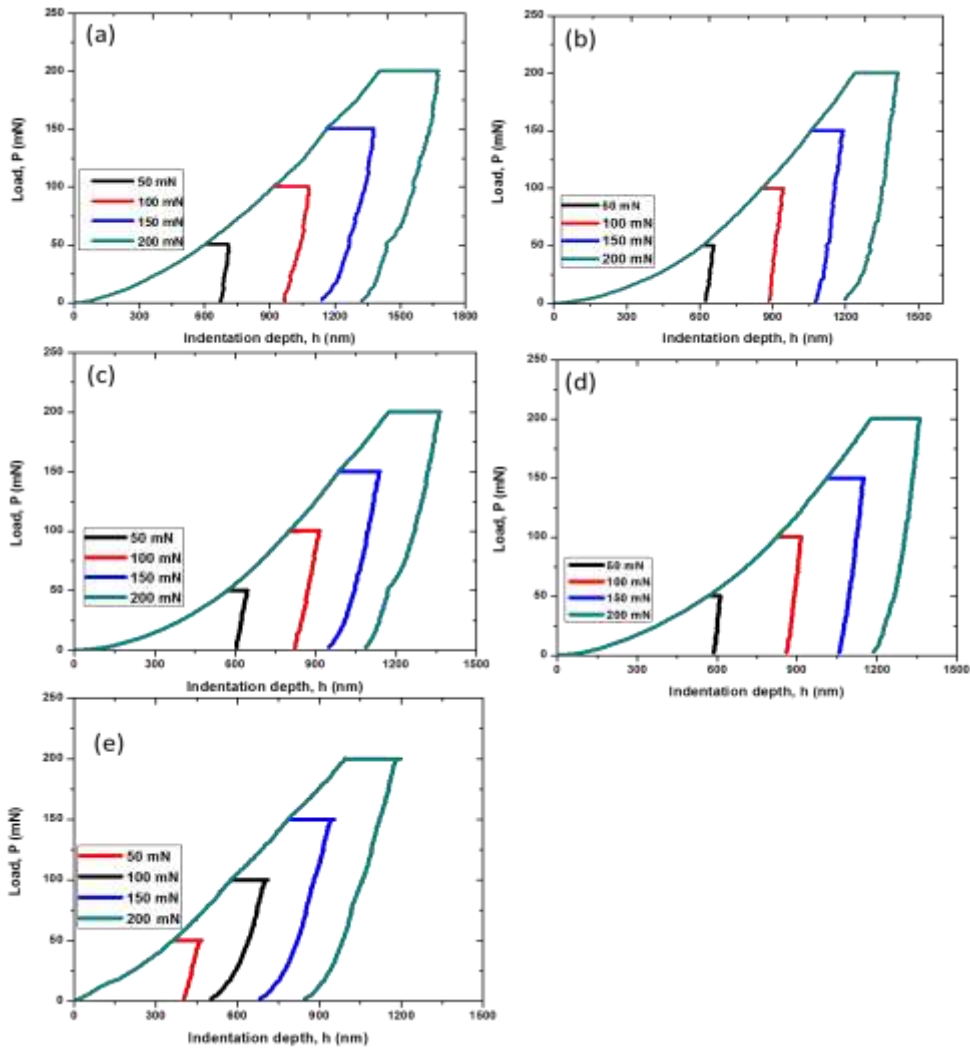 (a)
250
200
150
100
50
0
Load, P (mN)
50 mN
100 mN
150 mN
200 mN
0 300 600 900 1200 1500 1800
Indentation depth, h (nm)
(b)
250
200
150
100
50
0
Load, P (mN)
50 mN
100 mN
150 mN
200 mN
0 300 600 900 1200 1500
Indentation depth, h (nm)
(c)
250
200
150
100
50
0
Load, P (mN)
50 mN
100 mN
150 mN
200 mN
0 300 600 900 1200 1500
Indentation depth, h (nm)
(d)
250
200
150
100
50
0
Load, P (mN)
50 mN
100 mN
150 mN
200 mN
0 300 600 900 1200 1500
Indentation depth, h (nm)
(e)
250
200
150
100
50
0
Load, P (mN)
50 mN
100 mN
150 mN
200 mN
0 300 600 900 1200 1500
Indentation depth, h (nm)